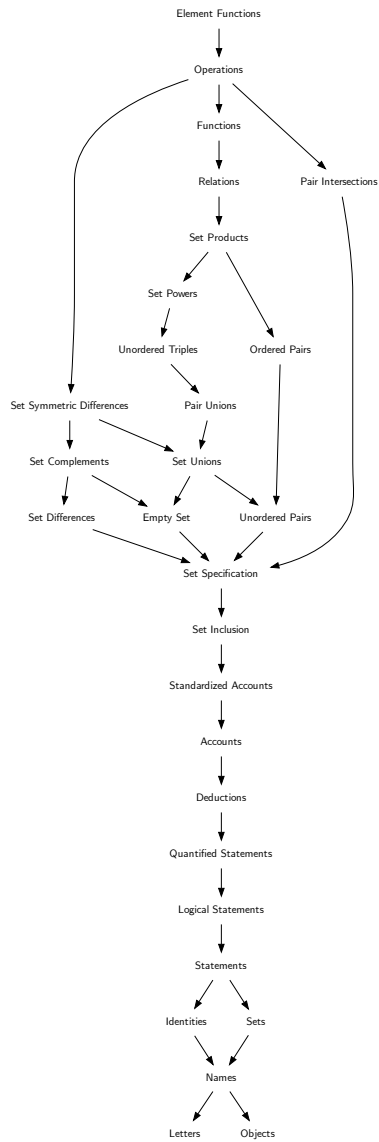 Element Functions
Operations
Functions
Relations
Pair Intersections
Set Products
Set Powers
Unordered Triples
Ordered Pairs
Set Symmetric Differences
Pair Unions
Set Complements
Set Unions
Set Differences
Empty Set
Unordered Pairs
Set Specification
Set Inclusion
Standardized Accounts
Accounts
Deductions
Quantified Statements
Logical Statements
Statements
Identities
Sets
Names
Letters
Objects